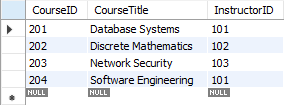 CourseID CourseTitle InstructorID
201 Database Systems 101
202 Discrete Mathematics 102
203 Network Security 103
204 Software Engineering 101
NULL NULL NULL